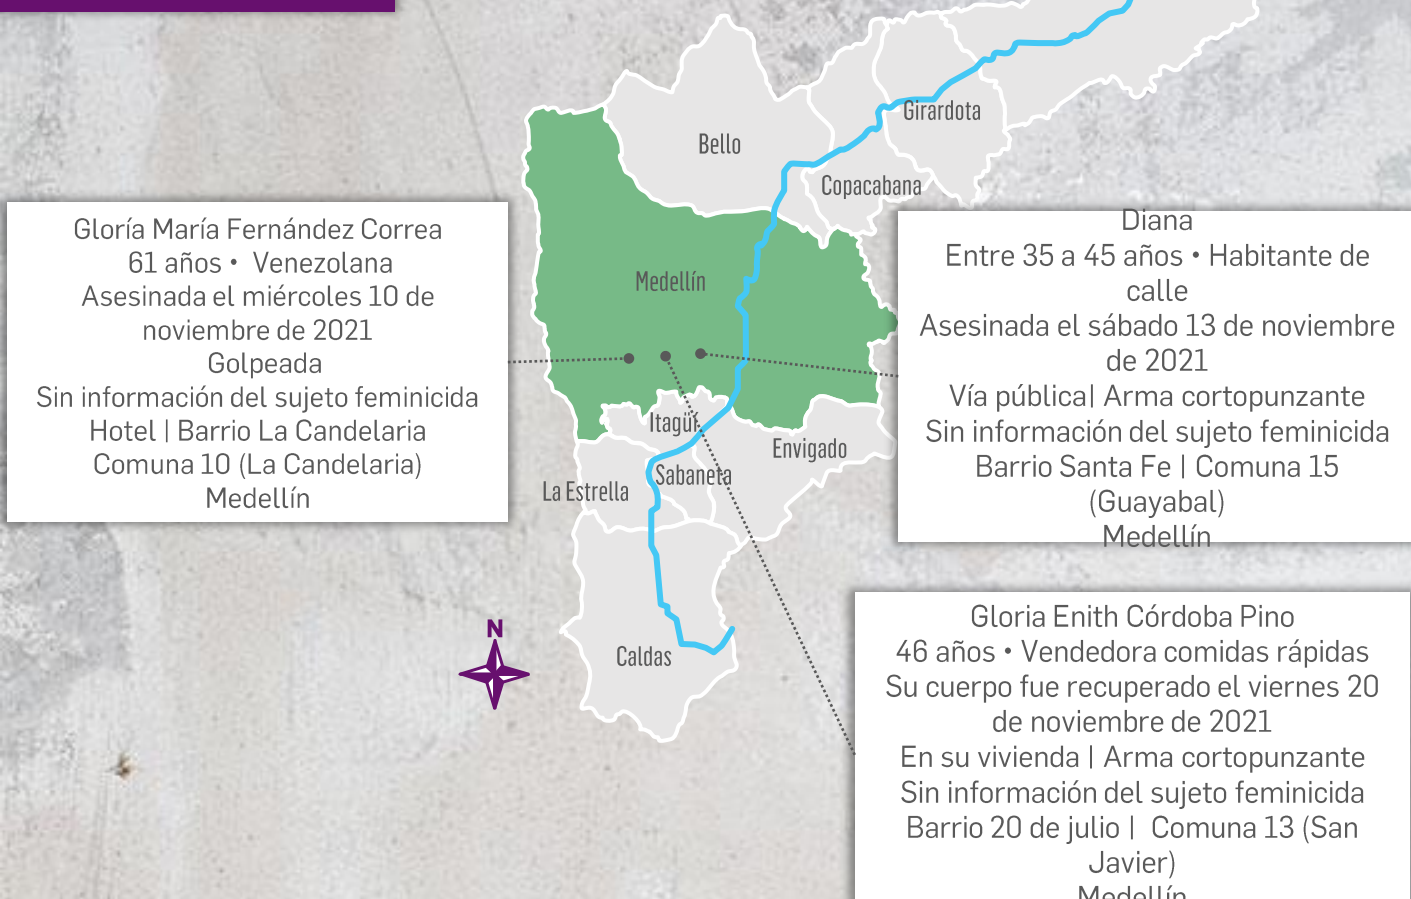 Girardota
Bello
Copacabana
Medellín
Itagüí
Envigado
Sabaneta
La Estrella
Caldas
N
Gloría María Fernández Correa
61 años • Venezolana
Asesinada el miércoles 10 de
noviembre de 2021
Golpeada
Sin información del sujeto feminicida
Hotel | Barrio La Candelaria
Comuna 10 (La Candelaria)
Medellín
Diana
Entre 35 a 45 años • Habitante de
calle
Asesinada el sábado 13 de noviembre
de 2021
Vía pública| Arma cortopunzante
Sin información del sujeto feminicida
Barrio Santa Fe | Comuna 15
(Guayabal)
Medellín
Gloria Enith Córdoba Pino
46 años • Vendedora comidas rápidas
Su cuerpo fue recuperado el viernes 20
de noviembre de 2021
En su vivienda | Arma cortopunzante
Sin información del sujeto feminicida
Barrio 20 de julio | Comuna 13 (San
Javier)
Medellín